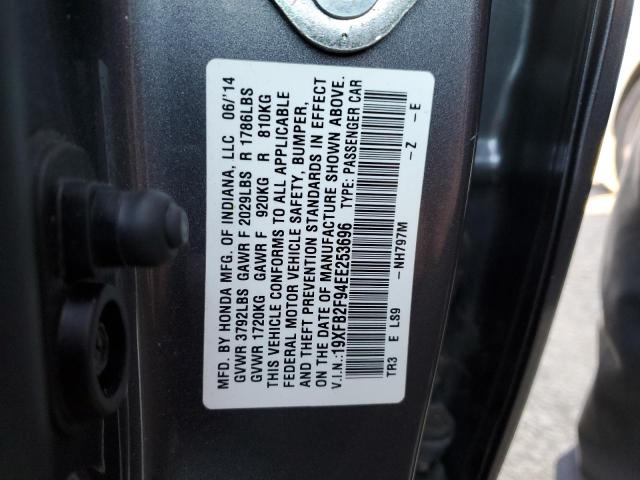 MFD. BY HONDA MFG. OF INDIANA, LLC 06/'14
GVWR 3792LBS GAWR F 2029LBS R 1786LBS
GVWR 1720KG GAWR F 920KG R 810KG
THIS VEHICLE CONFORMS TO ALL APPLICABLE
FEDERAL MOTOR VEHICLE SAFETY, BUMPER,
AND THEFT PREVENTION STANDARDS IN EFFECT
ON THE DATE OF MANUFACTURE SHOWN ABOVE.
V.I.N.:19XFB2F94EE253696 TYPE: PASSENGER CAR
-NH797M -Z -E
TR3 E LS9